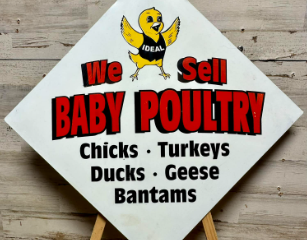 IDEAL
We Sell
BABY POULTRY
Chicks · Turkeys
Ducks · Geese
Bantams